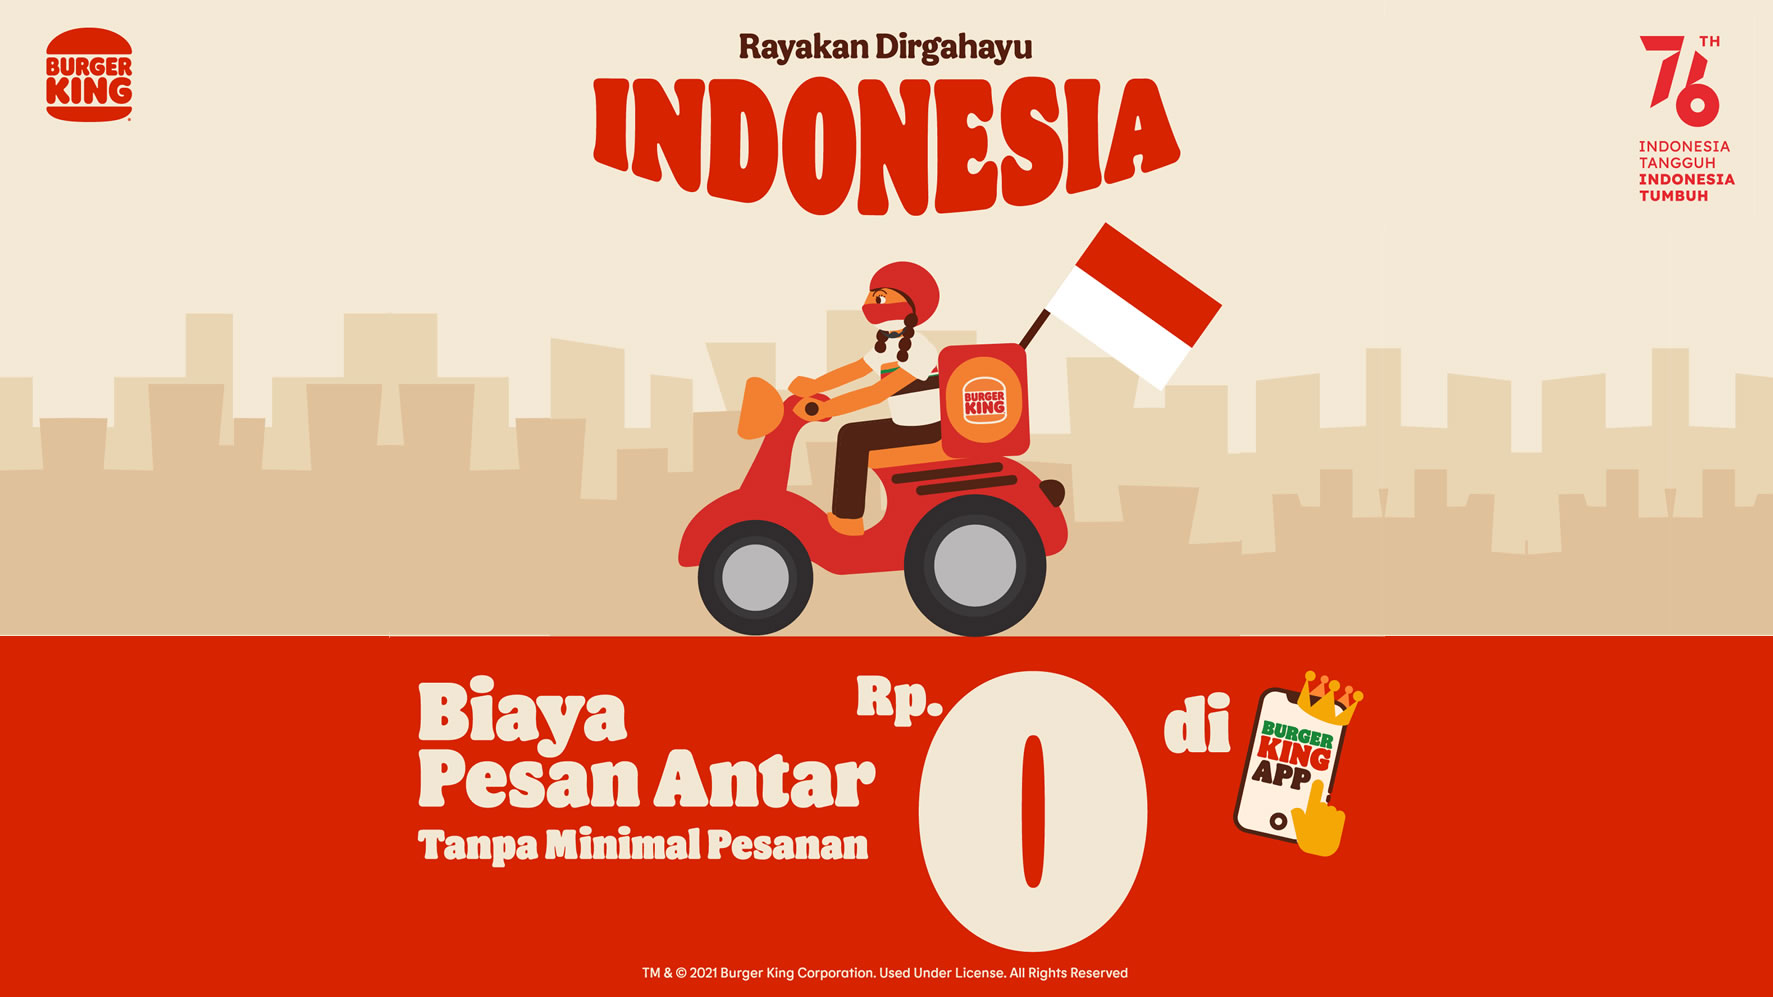 BURGER
KING
Rayakan Dirgahayu
INDONESIA
76 TH
INDONESIA
TANGGUH
INDONESIA
TUMBUH
BURGER
KING
Biaya
Pesan Antar
Tanpa Minimal Pesanan
Rp.0
di
BURGER
KING
APP
TM & © 2021 Burger King Corporation. Used Under License. All Rights Reserved